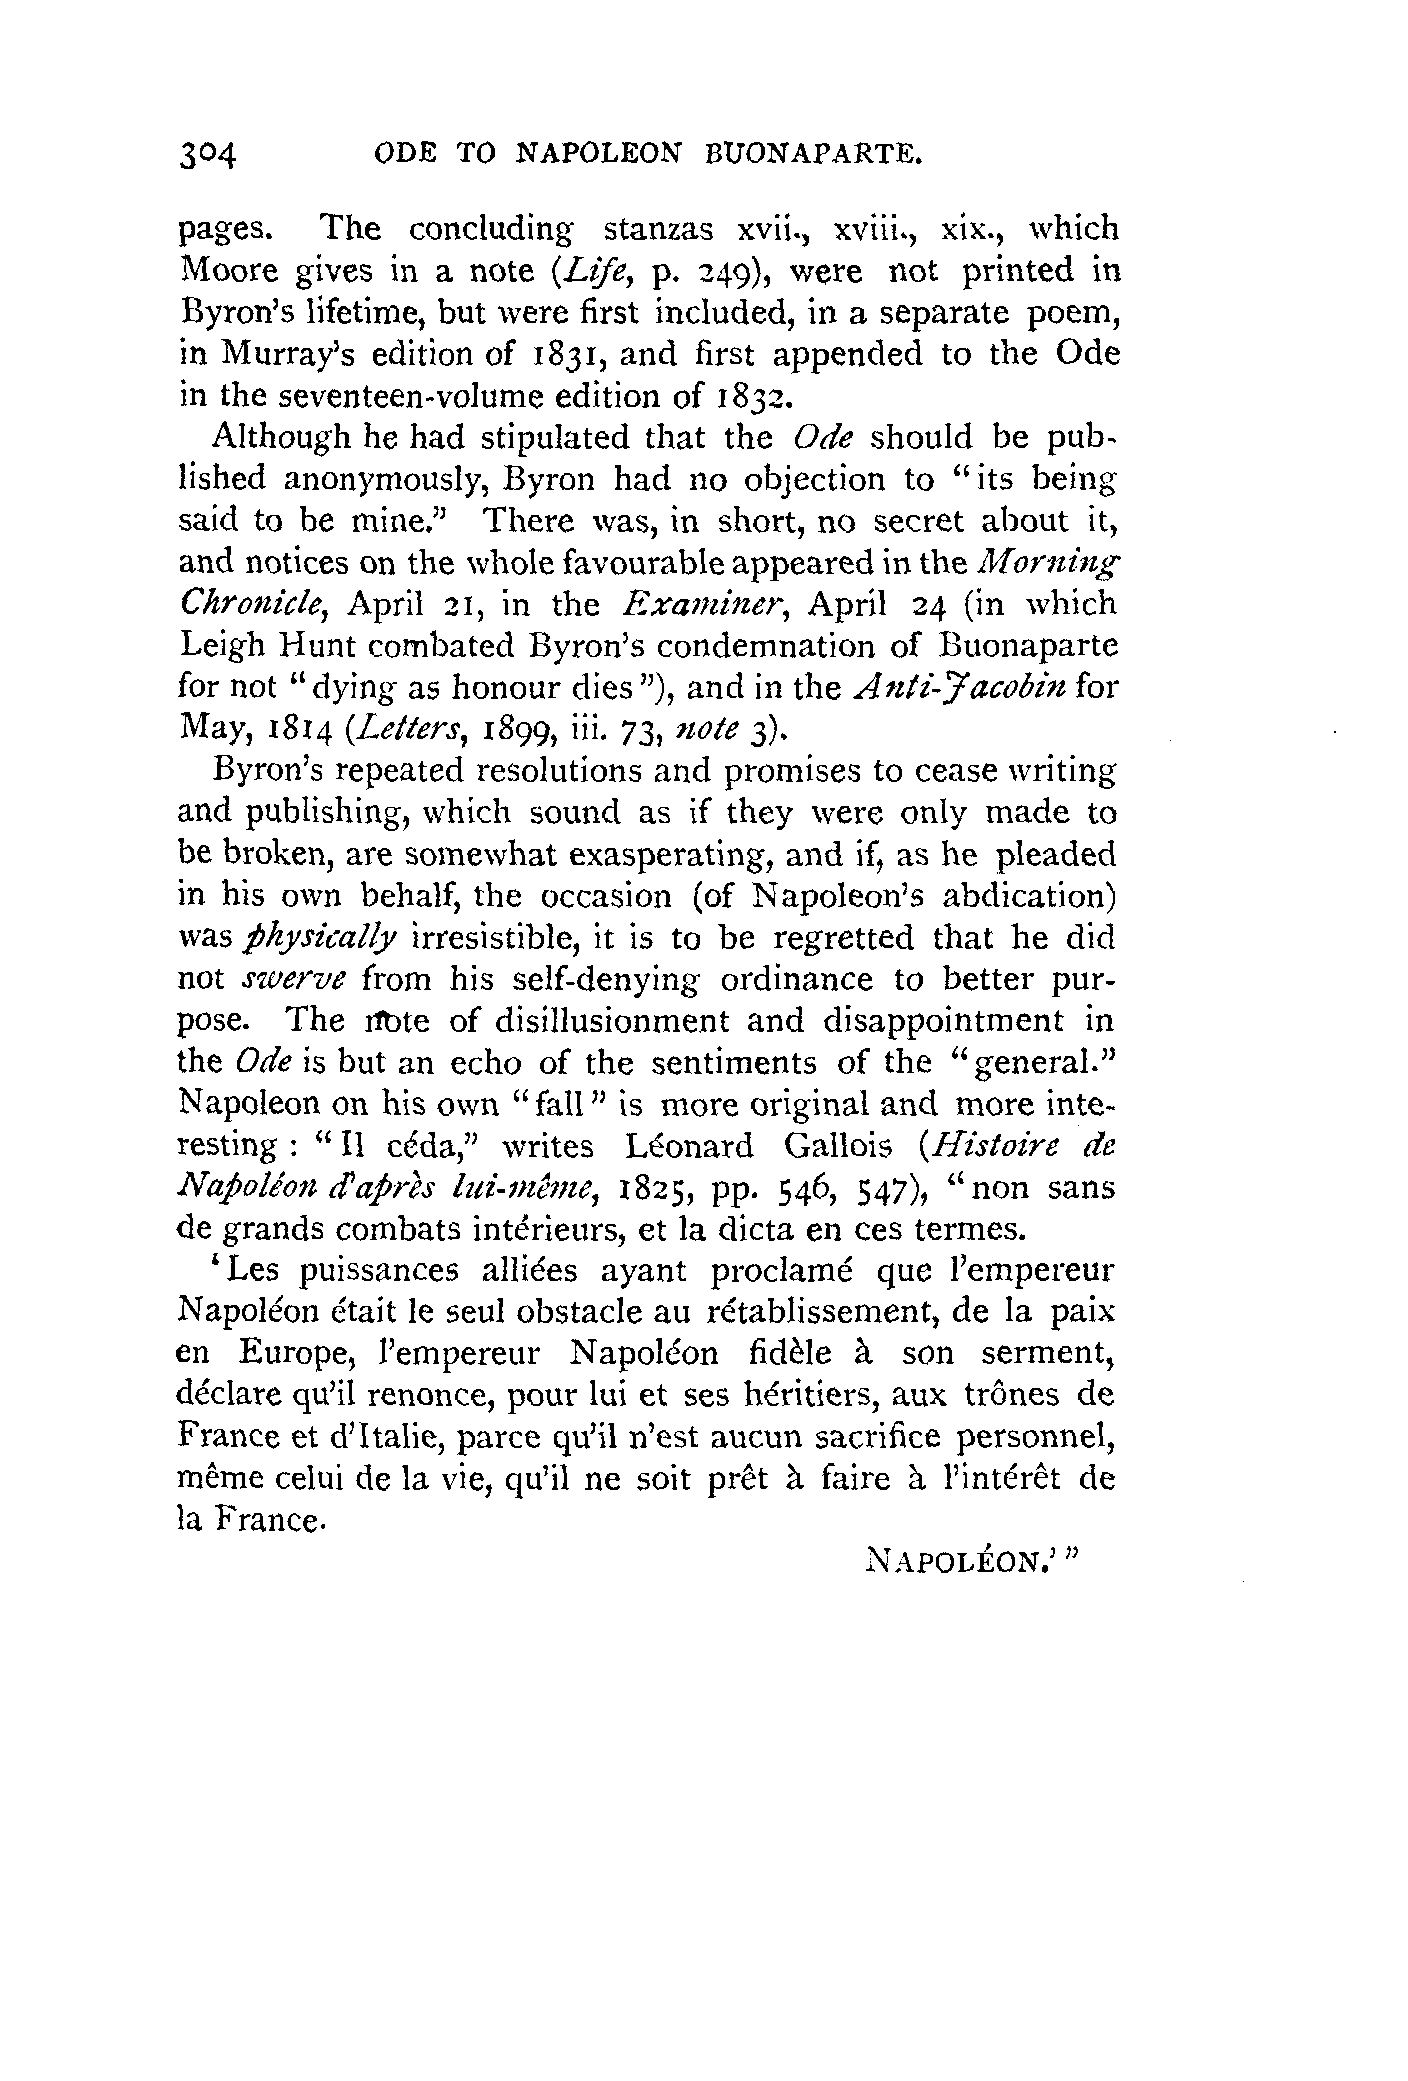 304 ODE TO NAPOLEON BUONAPARTE.
pages. The concluding stanzas xvii., xviii., xix., which
Moore gives in a note (Life, p. 249), were not printed in
Byron's lifetime, but were first included, in a separate poem,
in Murray's edition of 1831, and first appended to the Ode
in the seventeen-volume edition of 1832.
Although he had stipulated that the Ode should be pub-
lished anonymously, Byron had no objection to "its being
said to be mine." There was, in short, no secret about it,
and notices on the whole favourable appeared in the Morning
Chronicle, April 21, in the Examiner, April 24 (in which
Leigh Hunt combated Byron's condemnation of Buonaparte
for not "dying as honour dies"), and in the Anti-Jacobin for
May, 1814 (Letters, 1899, iii. 73, note 3).
Byron's repeated resolutions and promises to cease writing
and publishing, which sound as if they were only made to
be broken, are somewhat exasperating, and if, as he pleaded
in his own behalf, the occasion (of Napoleon's abdication)
was physically irresistible, it is to be regretted that he did
not swerve from his self-denying ordinance to better pur-
pose. The note of disillusionment and disappointment in
the Ode is but an echo of the sentiments of the "general."
Napoleon on his own "fall" is more original and more inte-
resting: "Il céda," writes Léonard Gallois (Histoire de
Napoléon d'après lui-même, 1825, pp. 546, 547), "non sans
de grands combats intérieurs, et la dicta en ces termes.
'Les puissances alliées ayant proclamé que l'empereur
Napoléon était le seul obstacle au rétablissement, de la paix
en Europe, l'empereur Napoléon fidèle à son serment,
déclare qu'il renonce, pour lui et ses héritiers, aux trônes de
France et d'Italie, parce qu'il n'est aucun sacrifice personnel,
même celui de la vie, qu'il ne soit prêt à faire à l'intérêt de
la France.
NAPOLÉON.'"